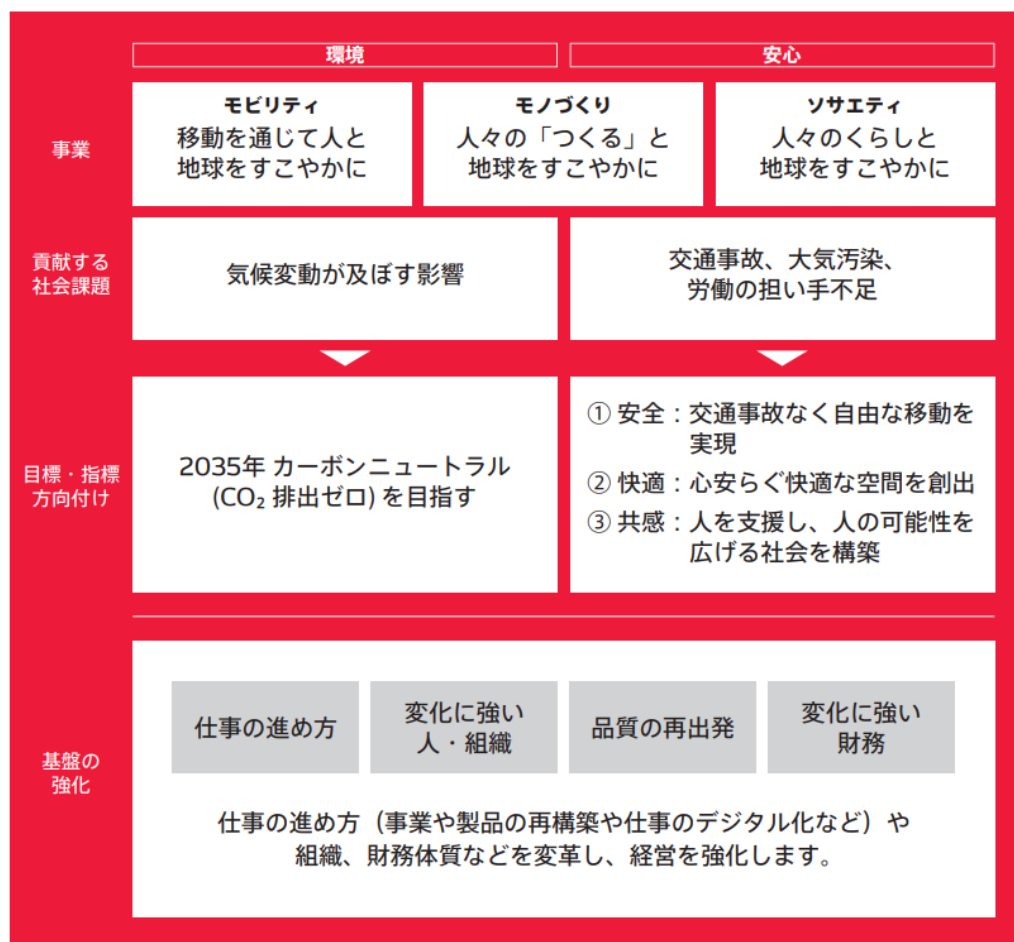 環境
安心
事業
モビリティ
移動を通じて人と
地球をすこやかに
モノづくり
人々の「つくる」と
地球をすこやかに
ソサエティ
人々のくらしと
地球をすこやかに
貢献する
社会課題
気候変動が及ぼす影響
交通事故、大気汚染、
労働の担い手不足
目標・指標
方向付け
2035年 カーボンニュートラル
(CO₂ 排出ゼロ) を目指す
① 安全：交通事故なく自由な移動を
実現
② 快適：心安らぐ快適な空間を創出
③ 共感：人を支援し、人の可能性を
広げる社会を構築
基盤の
強化
仕事の進め方
変化に強い
人・組織
品質の再出発
変化に強い
財務
仕事の進め方（事業や製品の再構築や仕事のデジタル化など）や
組織、財務体質などを変革し、経営を強化します。